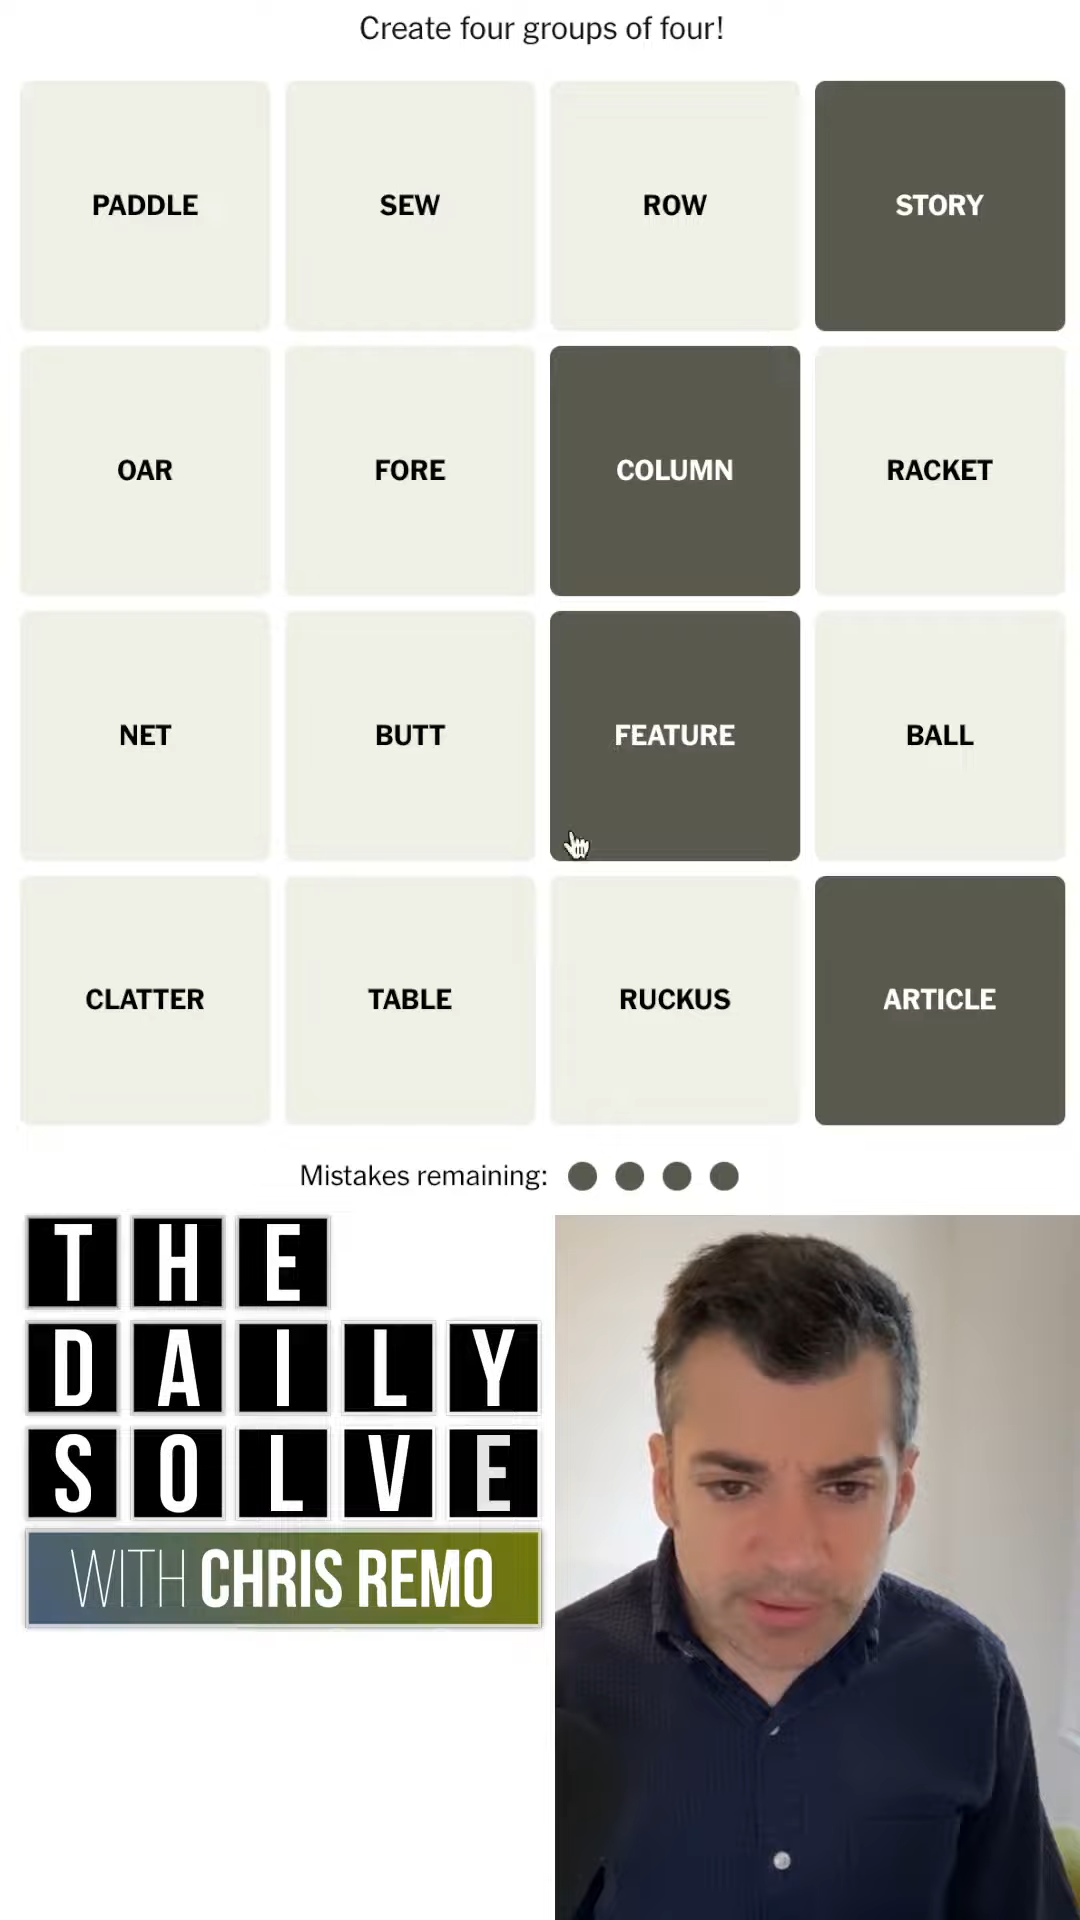 Create four groups of four!
PADDLE SEW ROW STORY
OAR FORE COLUMN RACKET
NET BUTT FEATURE BALL
CLATTER TABLE RUCKUS ARTICLE
Mistakes remaining:
THE
DAILY
SOLVE
WITH CHRIS REMO